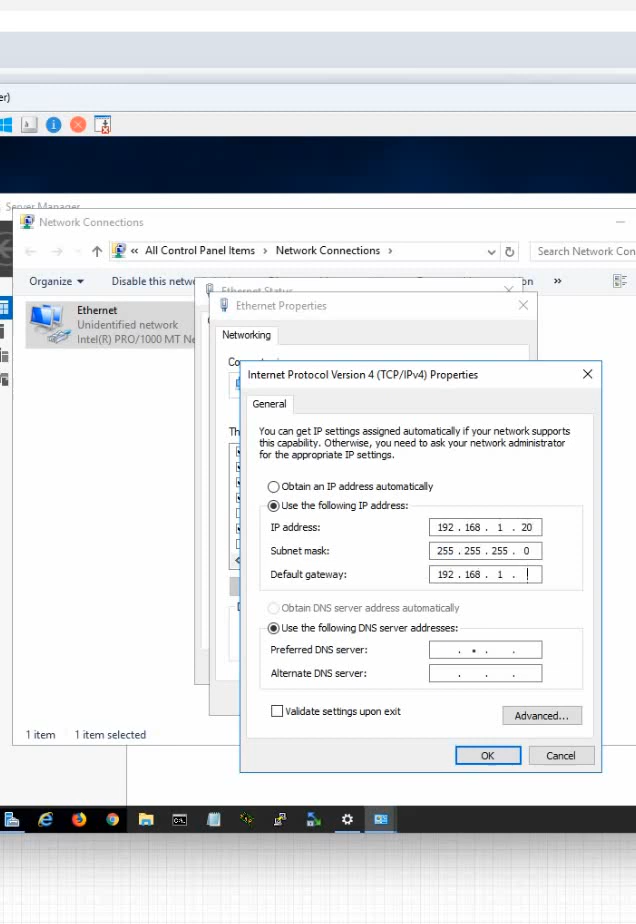 er)
Server Manager
Network Connections
« All Control Panel Items > Network Connections >
Search Network Con
Organize
Disable this netwo
on
»
Ethernet
Unidentified network
Intel(R) PRO/1000 MT Ne
Ethernet Status
Ethernet Properties
Networking
Co
Th
Internet Protocol Version 4 (TCP/IPv4) Properties
General
You can get IP settings assigned automatically if your network supports
this capability. Otherwise, you need to ask your network administrator
for the appropriate IP settings.
Obtain an IP address automatically
Use the following IP address:
IP address:
192 . 168 . 1 . 20
Subnet mask:
255 . 255 . 255 . 0
Default gateway:
192 . 168 . 1 .
Obtain DNS server address automatically
Use the following DNS server addresses:
Preferred DNS server:
. . .
Alternate DNS server:
. . .
Validate settings upon exit
Advanced...
OK
Cancel
1 item
1 item selected